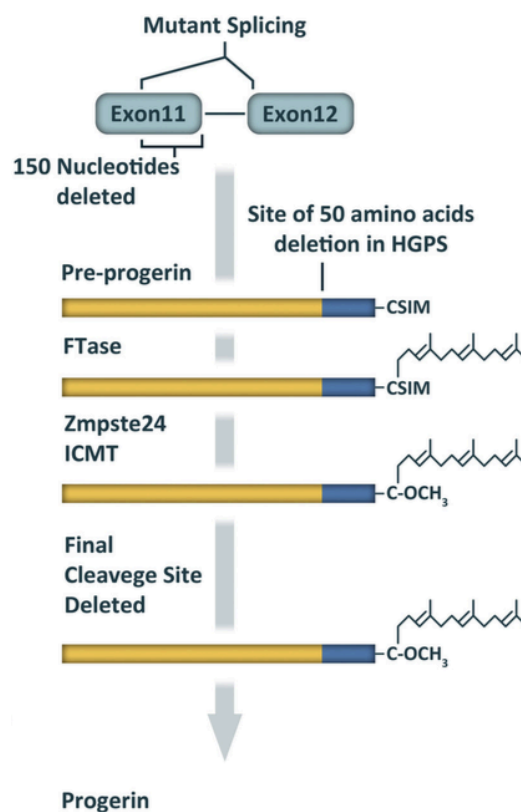 Mutant Splicing
Exon11
Exon12
150 Nucleotides
deleted
Site of 50 amino acids
deletion in HGPS
Pre-progerin
CSIM
FTase
CSIM
Zmpste24
ICMT
C-OCH₃
Final
Cleavege Site
Deleted
C-OCH₃
Progerin